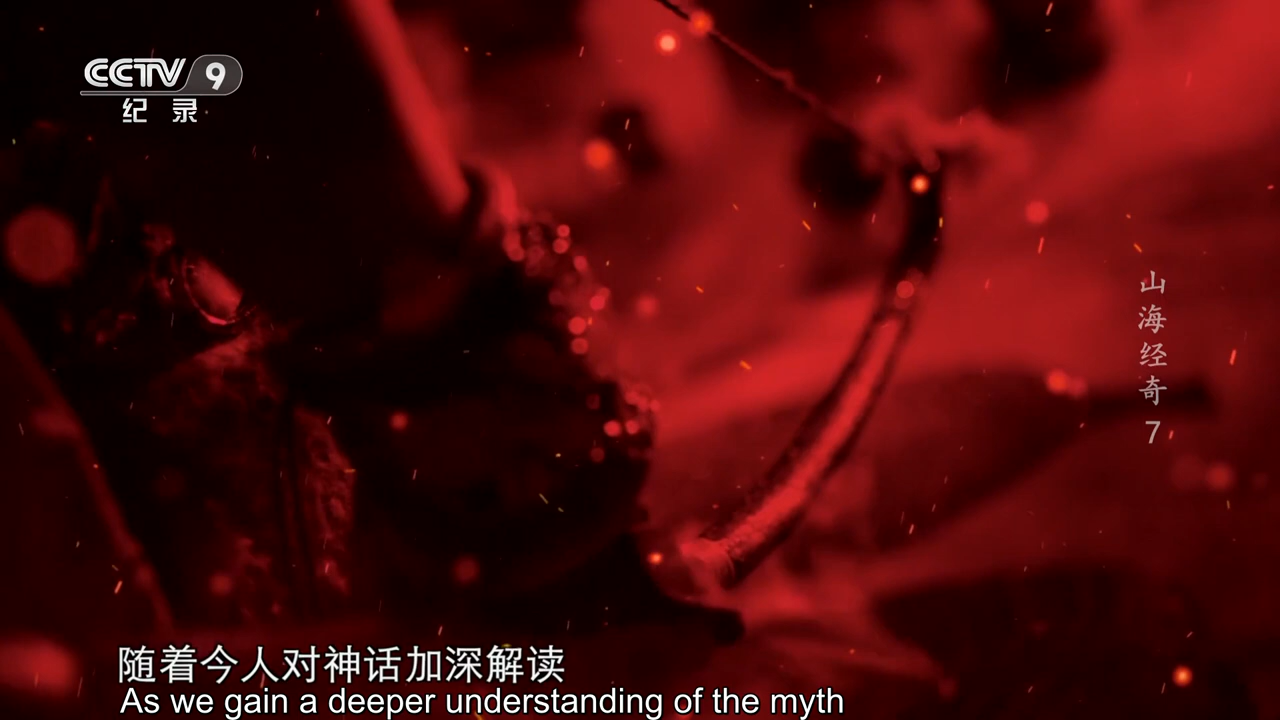 CCTV 9
纪录
山海经奇 7
随着今人对神话加深解读
As we gain a deeper understanding of the myth